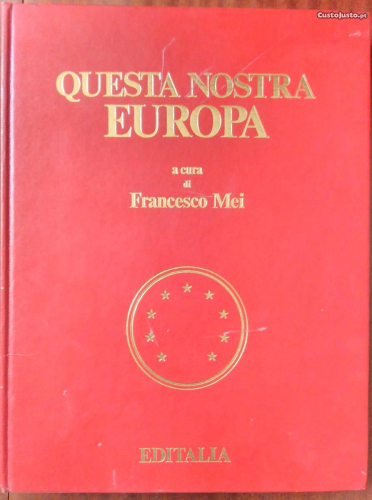 CustoJusto.pt
QUESTA NOSTRA
EUROPA
a cura
di
Francesco Mei
EDITALIA